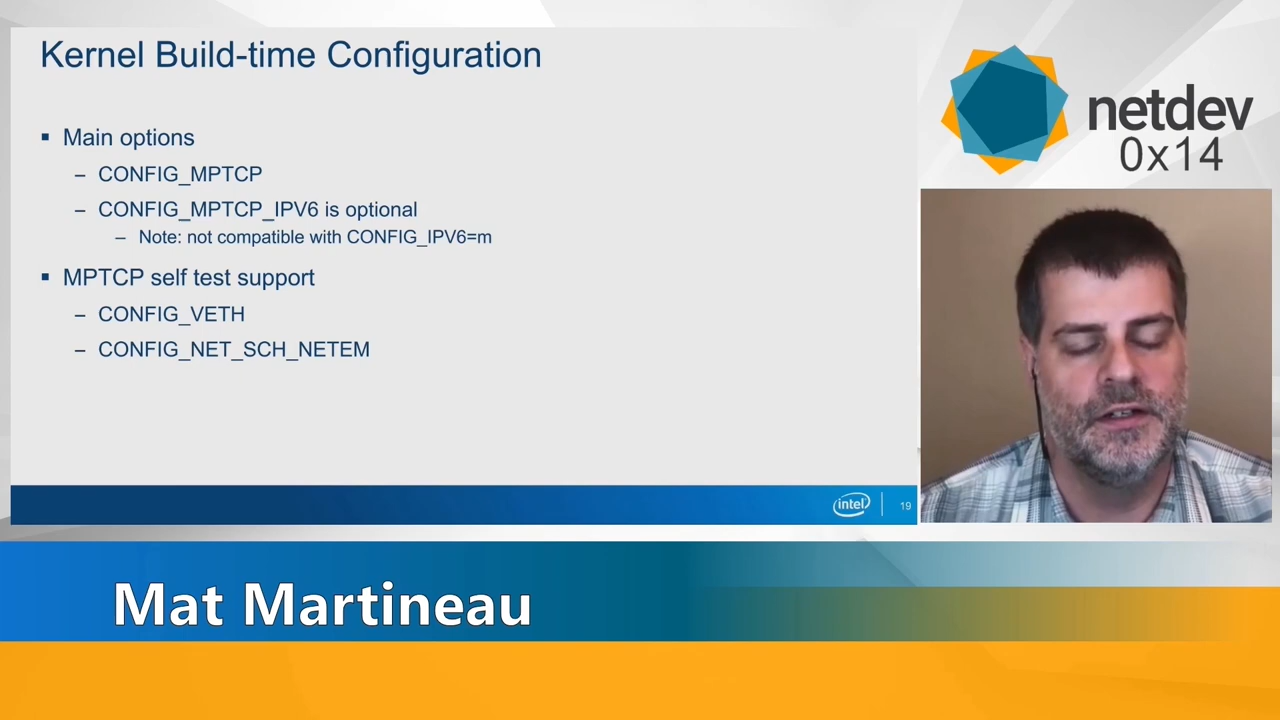 Kernel Build-time Configuration
▪ Main options
– CONFIG_MPTCP
– CONFIG_MPTCP_IPV6 is optional
– Note: not compatible with CONFIG_IPV6=m
▪ MPTCP self test support
– CONFIG_VETH
– CONFIG_NET_SCH_NETEM
intel
19
netdev
0x14
Mat Martineau